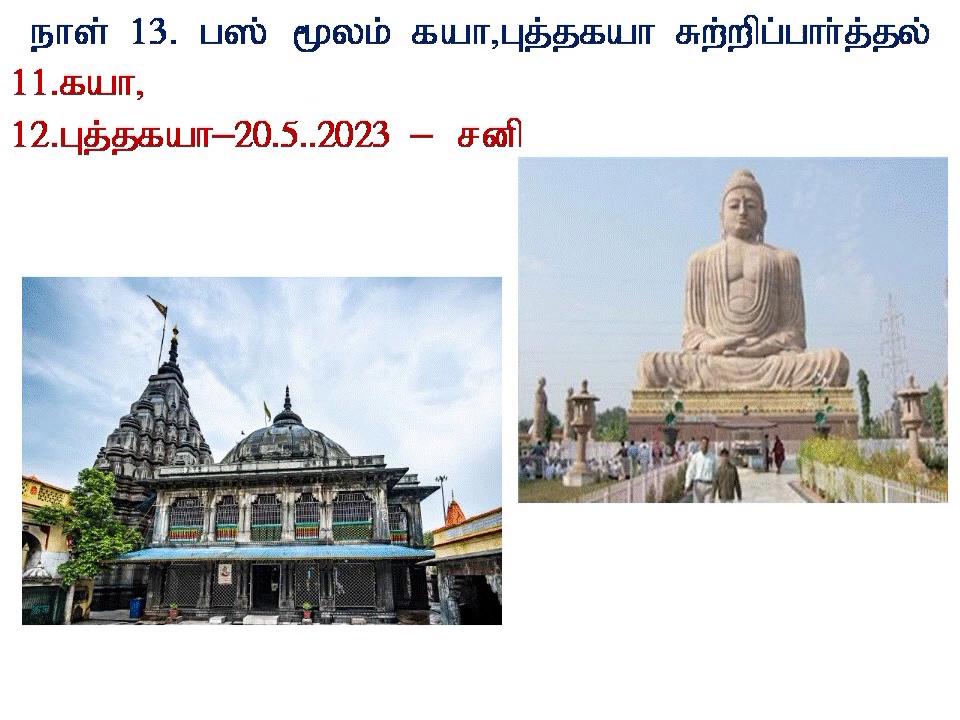 நாள் 13. பஸ் மூலம் கயா,புத்தகயா சுற்றிப்பார்த்தல்
11.கயா,
12.புத்தகயா–20.5..2023 – சனி